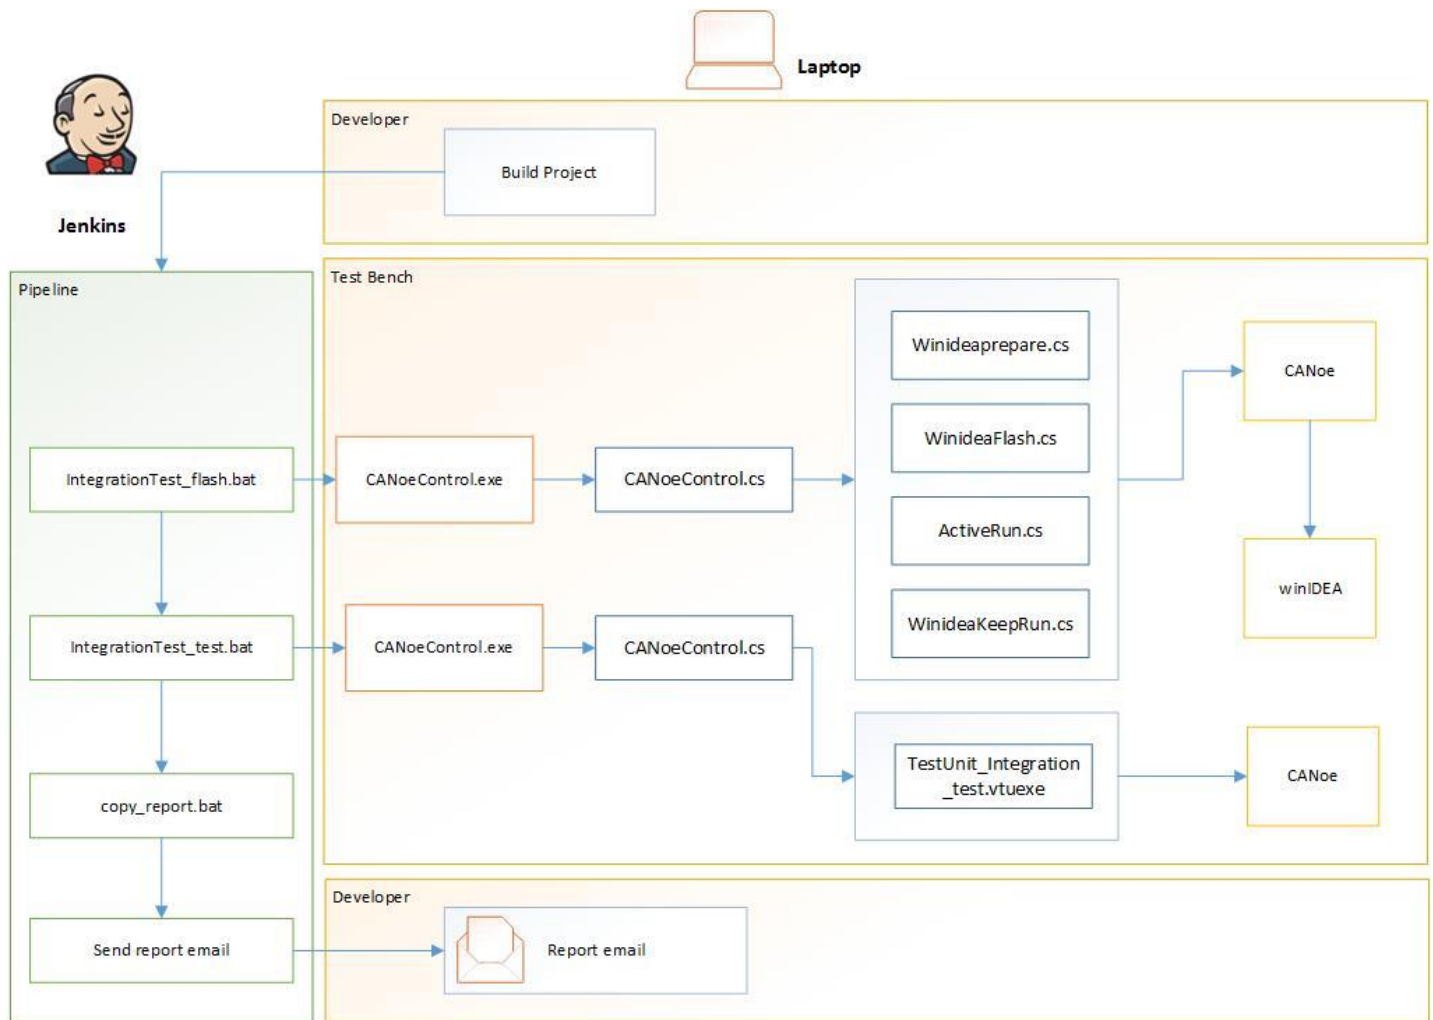 Laptop
Jenkins
Developer
Build Project
Pipeline
Test Bench
Winideaprepare.cs
CANoe
WinideaFlash.cs
IntegrationTest_flash.bat
CANoeControl.exe
CANoeControl.cs
ActiveRun.cs
winIDEA
WinideaKeepRun.cs
IntegrationTest_test.bat
CANoeControl.exe
CANoeControl.cs
TestUnit_Integration
_test.vtuexe
CANoe
copy_report.bat
Developer
Send report email
Report email